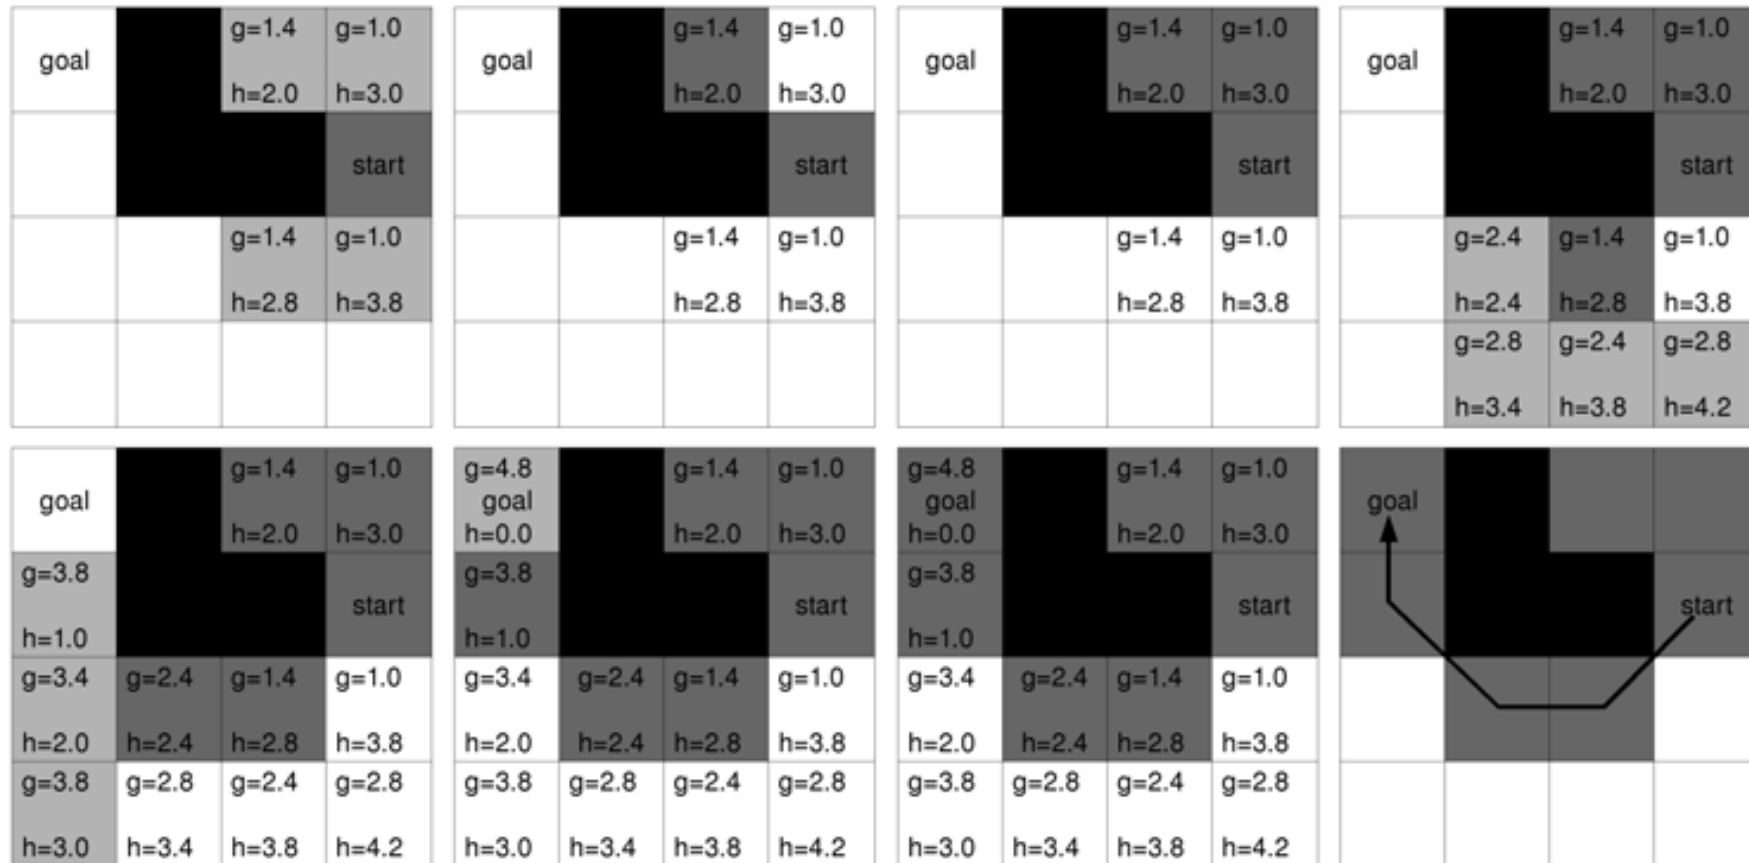 g=1.4 g=1.0
goal
h=2.0 h=3.0
start
g=1.4 g=1.0
h=2.8 h=3.8
g=1.4 g=1.0
goal
h=2.0 h=3.0
start
g=1.4 g=1.0
h=2.8 h=3.8
g=1.4 g=1.0
goal
h=2.0 h=3.0
start
g=1.4 g=1.0
h=2.8 h=3.8
g=1.4 g=1.0
goal
h=2.0 h=3.0
start
g=2.4 g=1.4 g=1.0
h=2.4 h=2.8 h=3.8
g=2.8 g=2.4 g=2.8
h=3.4 h=3.8 h=4.2
g=1.4 g=1.0
goal
h=2.0 h=3.0
g=3.8
start
h=1.0
g=3.4 g=2.4 g=1.4 g=1.0
h=2.0 h=2.4 h=2.8 h=3.8
g=3.8 g=2.8 g=2.4 g=2.8
h=3.0 h=3.4 h=3.8 h=4.2
g=4.8 g=1.4 g=1.0
goal
h=0.0 h=2.0 h=3.0
g=3.8
start
h=1.0
g=3.4 g=2.4 g=1.4 g=1.0
h=2.0 h=2.4 h=2.8 h=3.8
g=3.8 g=2.8 g=2.4 g=2.8
h=3.0 h=3.4 h=3.8 h=4.2
g=4.8 g=1.4 g=1.0
goal
h=0.0 h=2.0 h=3.0
g=3.8
start
h=1.0
g=3.4 g=2.4 g=1.4 g=1.0
h=2.0 h=2.4 h=2.8 h=3.8
g=3.8 g=2.8 g=2.4 g=2.8
h=3.0 h=3.4 h=3.8 h=4.2
goal
start